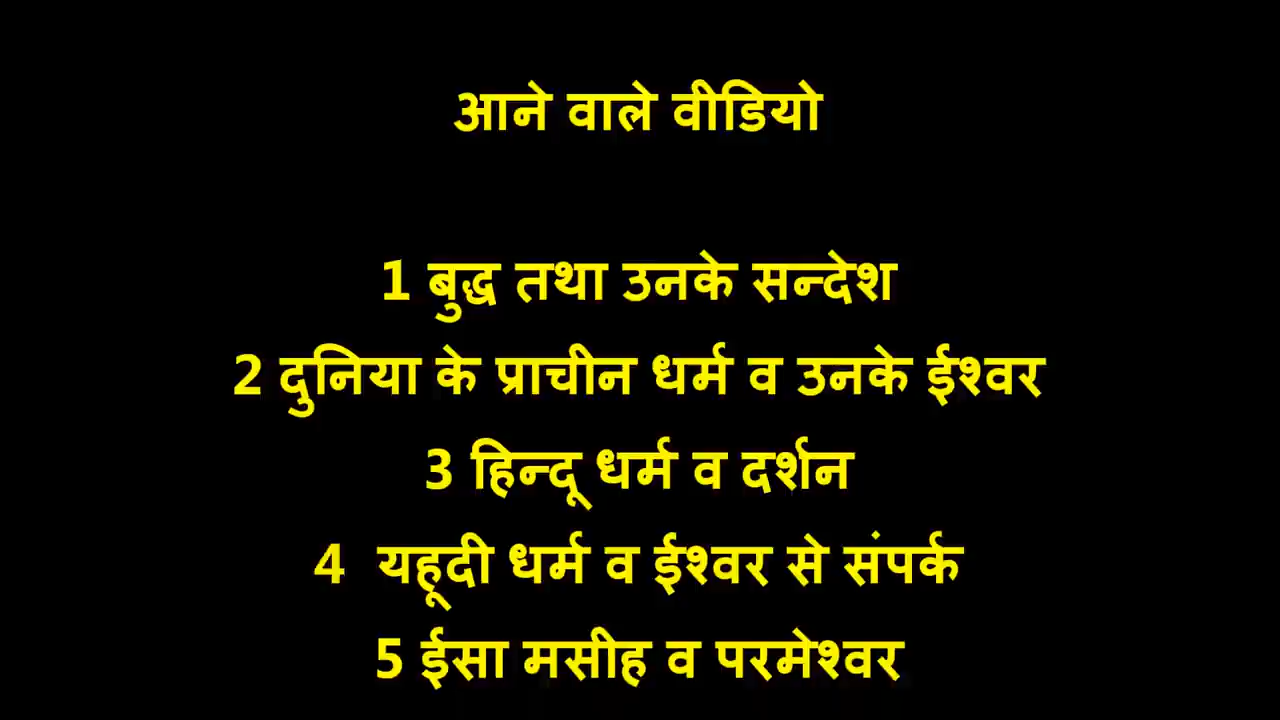 आने वाले वीडियो
1 बुद्ध तथा उनके सन्देश
2 दुनिया के प्राचीन धर्म व उनके ईश्वर
3 हिन्दू धर्म व दर्शन
4 यहूदी धर्म व ईश्वर से संपर्क
5 ईसा मसीह व परमेश्वर